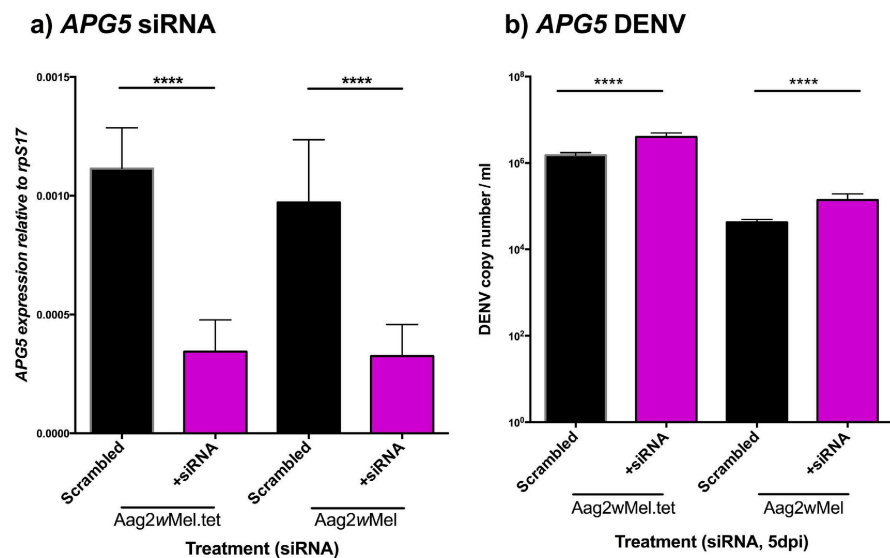 a) APG5 siRNA
APG5 expression relative to rpS17
0.0015
0.0010
0.0005
0.0000
****
****
Scrambled
+siRNA
Scrambled
+siRNA
Aag2wMel.tet
Aag2wMel
Treatment (siRNA)
b) APG5 DENV
DENV copy number / ml
10⁸
10⁶
10⁴
10²
10⁰
****
****
Scrambled
+siRNA
Scrambled
+siRNA
Aag2wMel.tet
Aag2wMel
Treatment (siRNA, 5dpi)